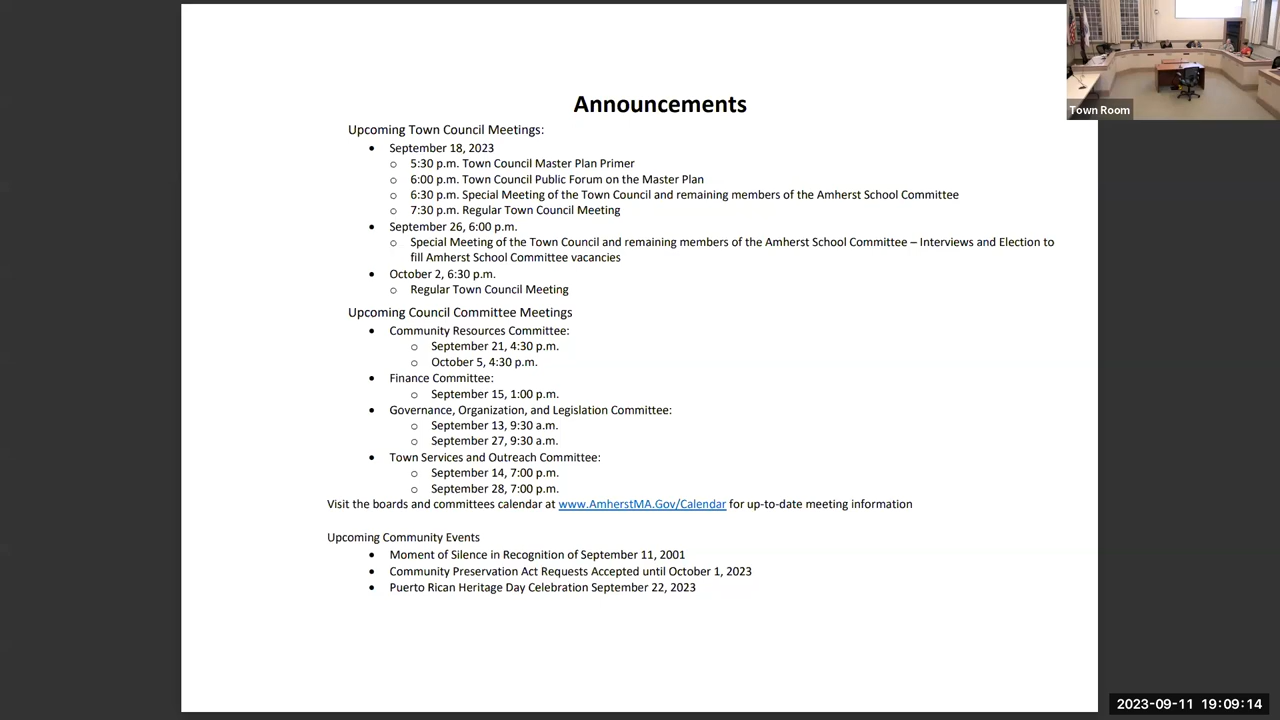 Announcements
Upcoming Town Council Meetings:
• September 18, 2023
o 5:30 p.m. Town Council Master Plan Primer
o 6:00 p.m. Town Council Public Forum on the Master Plan
o 6:30 p.m. Special Meeting of the Town Council and remaining members of the Amherst School Committee
o 7:30 p.m. Regular Town Council Meeting
• September 26, 6:00 p.m.
o Special Meeting of the Town Council and remaining members of the Amherst School Committee – Interviews and Election to
fill Amherst School Committee vacancies
• October 2, 6:30 p.m.
o Regular Town Council Meeting
Upcoming Council Committee Meetings
• Community Resources Committee:
o September 21, 4:30 p.m.
o October 5, 4:30 p.m.
• Finance Committee:
o September 15, 1:00 p.m.
• Governance, Organization, and Legislation Committee:
o September 13, 9:30 a.m.
o September 27, 9:30 a.m.
• Town Services and Outreach Committee:
o September 14, 7:00 p.m.
o September 28, 7:00 p.m.
Visit the boards and committees calendar at www.AmherstMA.Gov/Calendar for up-to-date meeting information
Upcoming Community Events
• Moment of Silence in Recognition of September 11, 2001
• Community Preservation Act Requests Accepted until October 1, 2023
• Puerto Rican Heritage Day Celebration September 22, 2023
Town Room
2023-09-11 19:09:14